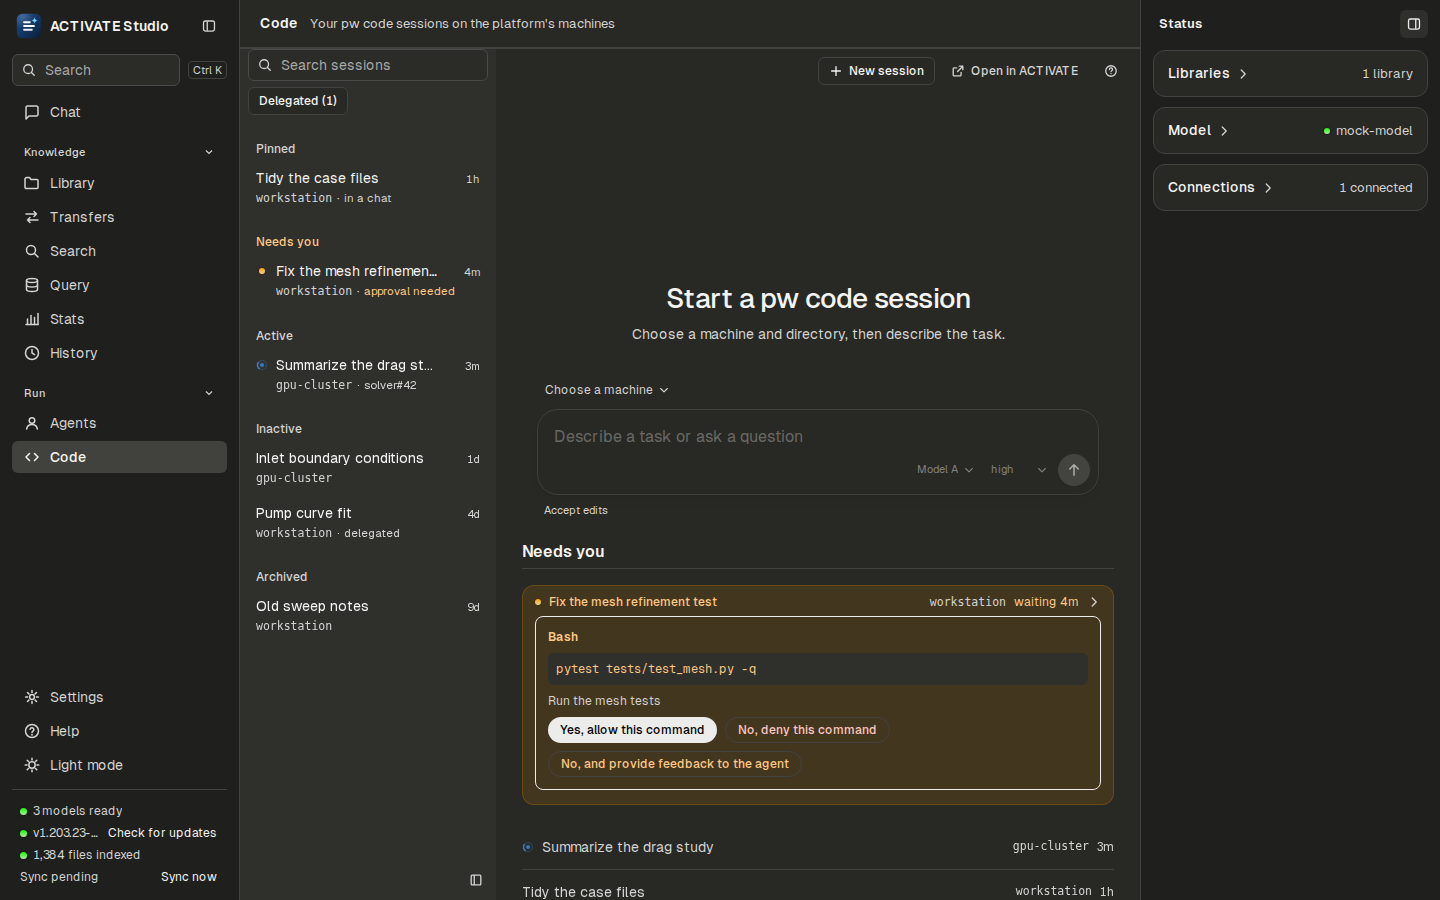 ACTIVATE Studio
Search
Ctrl K
Chat
Knowledge
Library
Transfers
Search
Query
Stats
History
Run
Agents
Code
Settings
Help
Light mode
3 models ready
v1.203.23-... Check for updates
1,384 files indexed
Sync pending Sync now
Code Your pw code sessions on the platform's machines
Search sessions
Delegated (1)
Pinned
Tidy the case files 1h
workstation · in a chat
Needs you
Fix the mesh refinemen... 4m
workstation · approval needed
Active
Summarize the drag st... 3m
gpu-cluster · solver#42
Inactive
Inlet boundary conditions 1d
gpu-cluster
Pump curve fit 4d
workstation · delegated
Archived
Old sweep notes 9d
workstation
New session
Open in ACTIVATE
Start a pw code session
Choose a machine and directory, then describe the task.
Choose a machine
Describe a task or ask a question
Model A high
Accept edits
Needs you
Fix the mesh refinement test workstation waiting 4m
Bash
pytest tests/test_mesh.py -q
Run the mesh tests
Yes, allow this command
No, deny this command
No, and provide feedback to the agent
Summarize the drag study gpu-cluster 3m
Tidy the case files workstation 1h
Status
Libraries 1 library
Model mock-model
Connections 1 connected